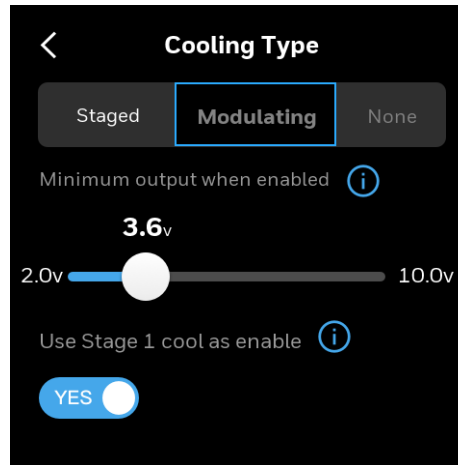 Cooling Type
Staged Modulating None
Minimum output when enabled i
3.6v
2.0v 10.0v
Use Stage 1 cool as enable i
YES